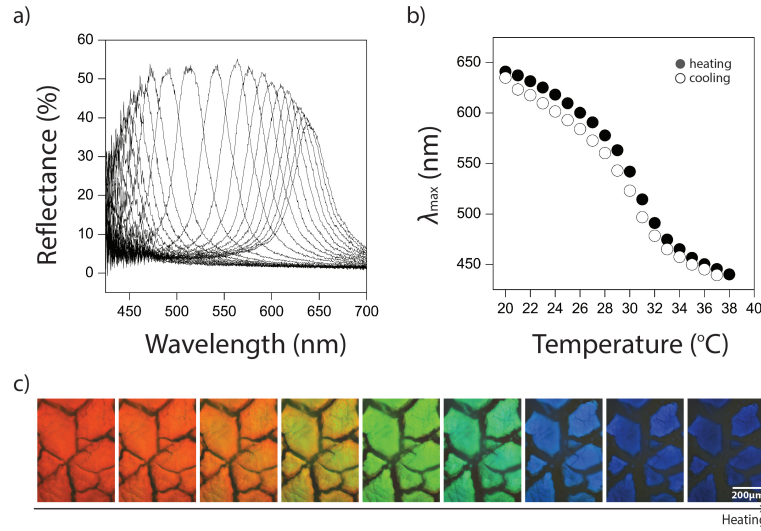 a)
60
50
40
30
20
10
0
Reflectance (%)
450 500 550 600 650 700
Wavelength (nm)
b)
650
600
550
500
450
λmax (nm)
heating
cooling
20 22 24 26 28 30 32 34 36 38 40
Temperature (°C)
c)
200µm
Heating